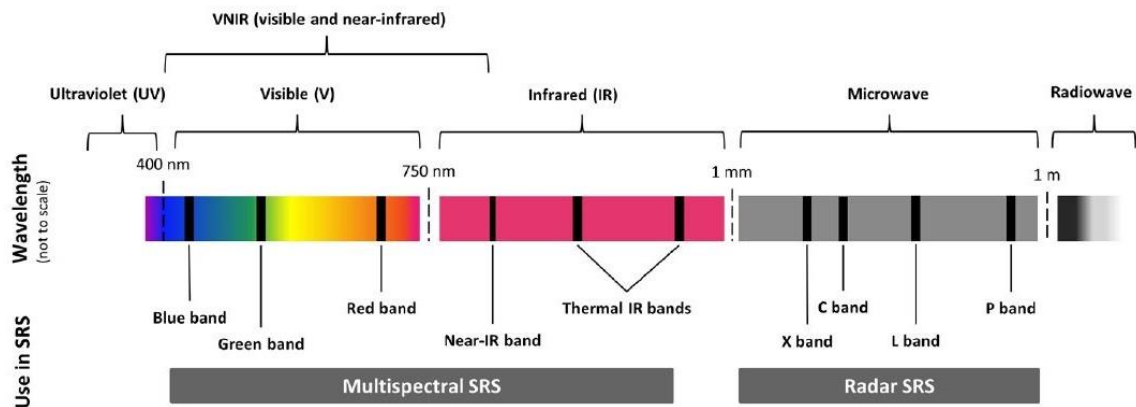 VNIR (visible and near-infrared)
Ultraviolet (UV)
Visible (V)
Infrared (IR)
Microwave
Radiowave
400 nm
750 nm
1 mm
1 m
Wavelength
(not to scale)
Blue band
Green band
Red band
Near-IR band
Thermal IR bands
X band
C band
L band
P band
Use in SRS
Multispectral SRS
Radar SRS